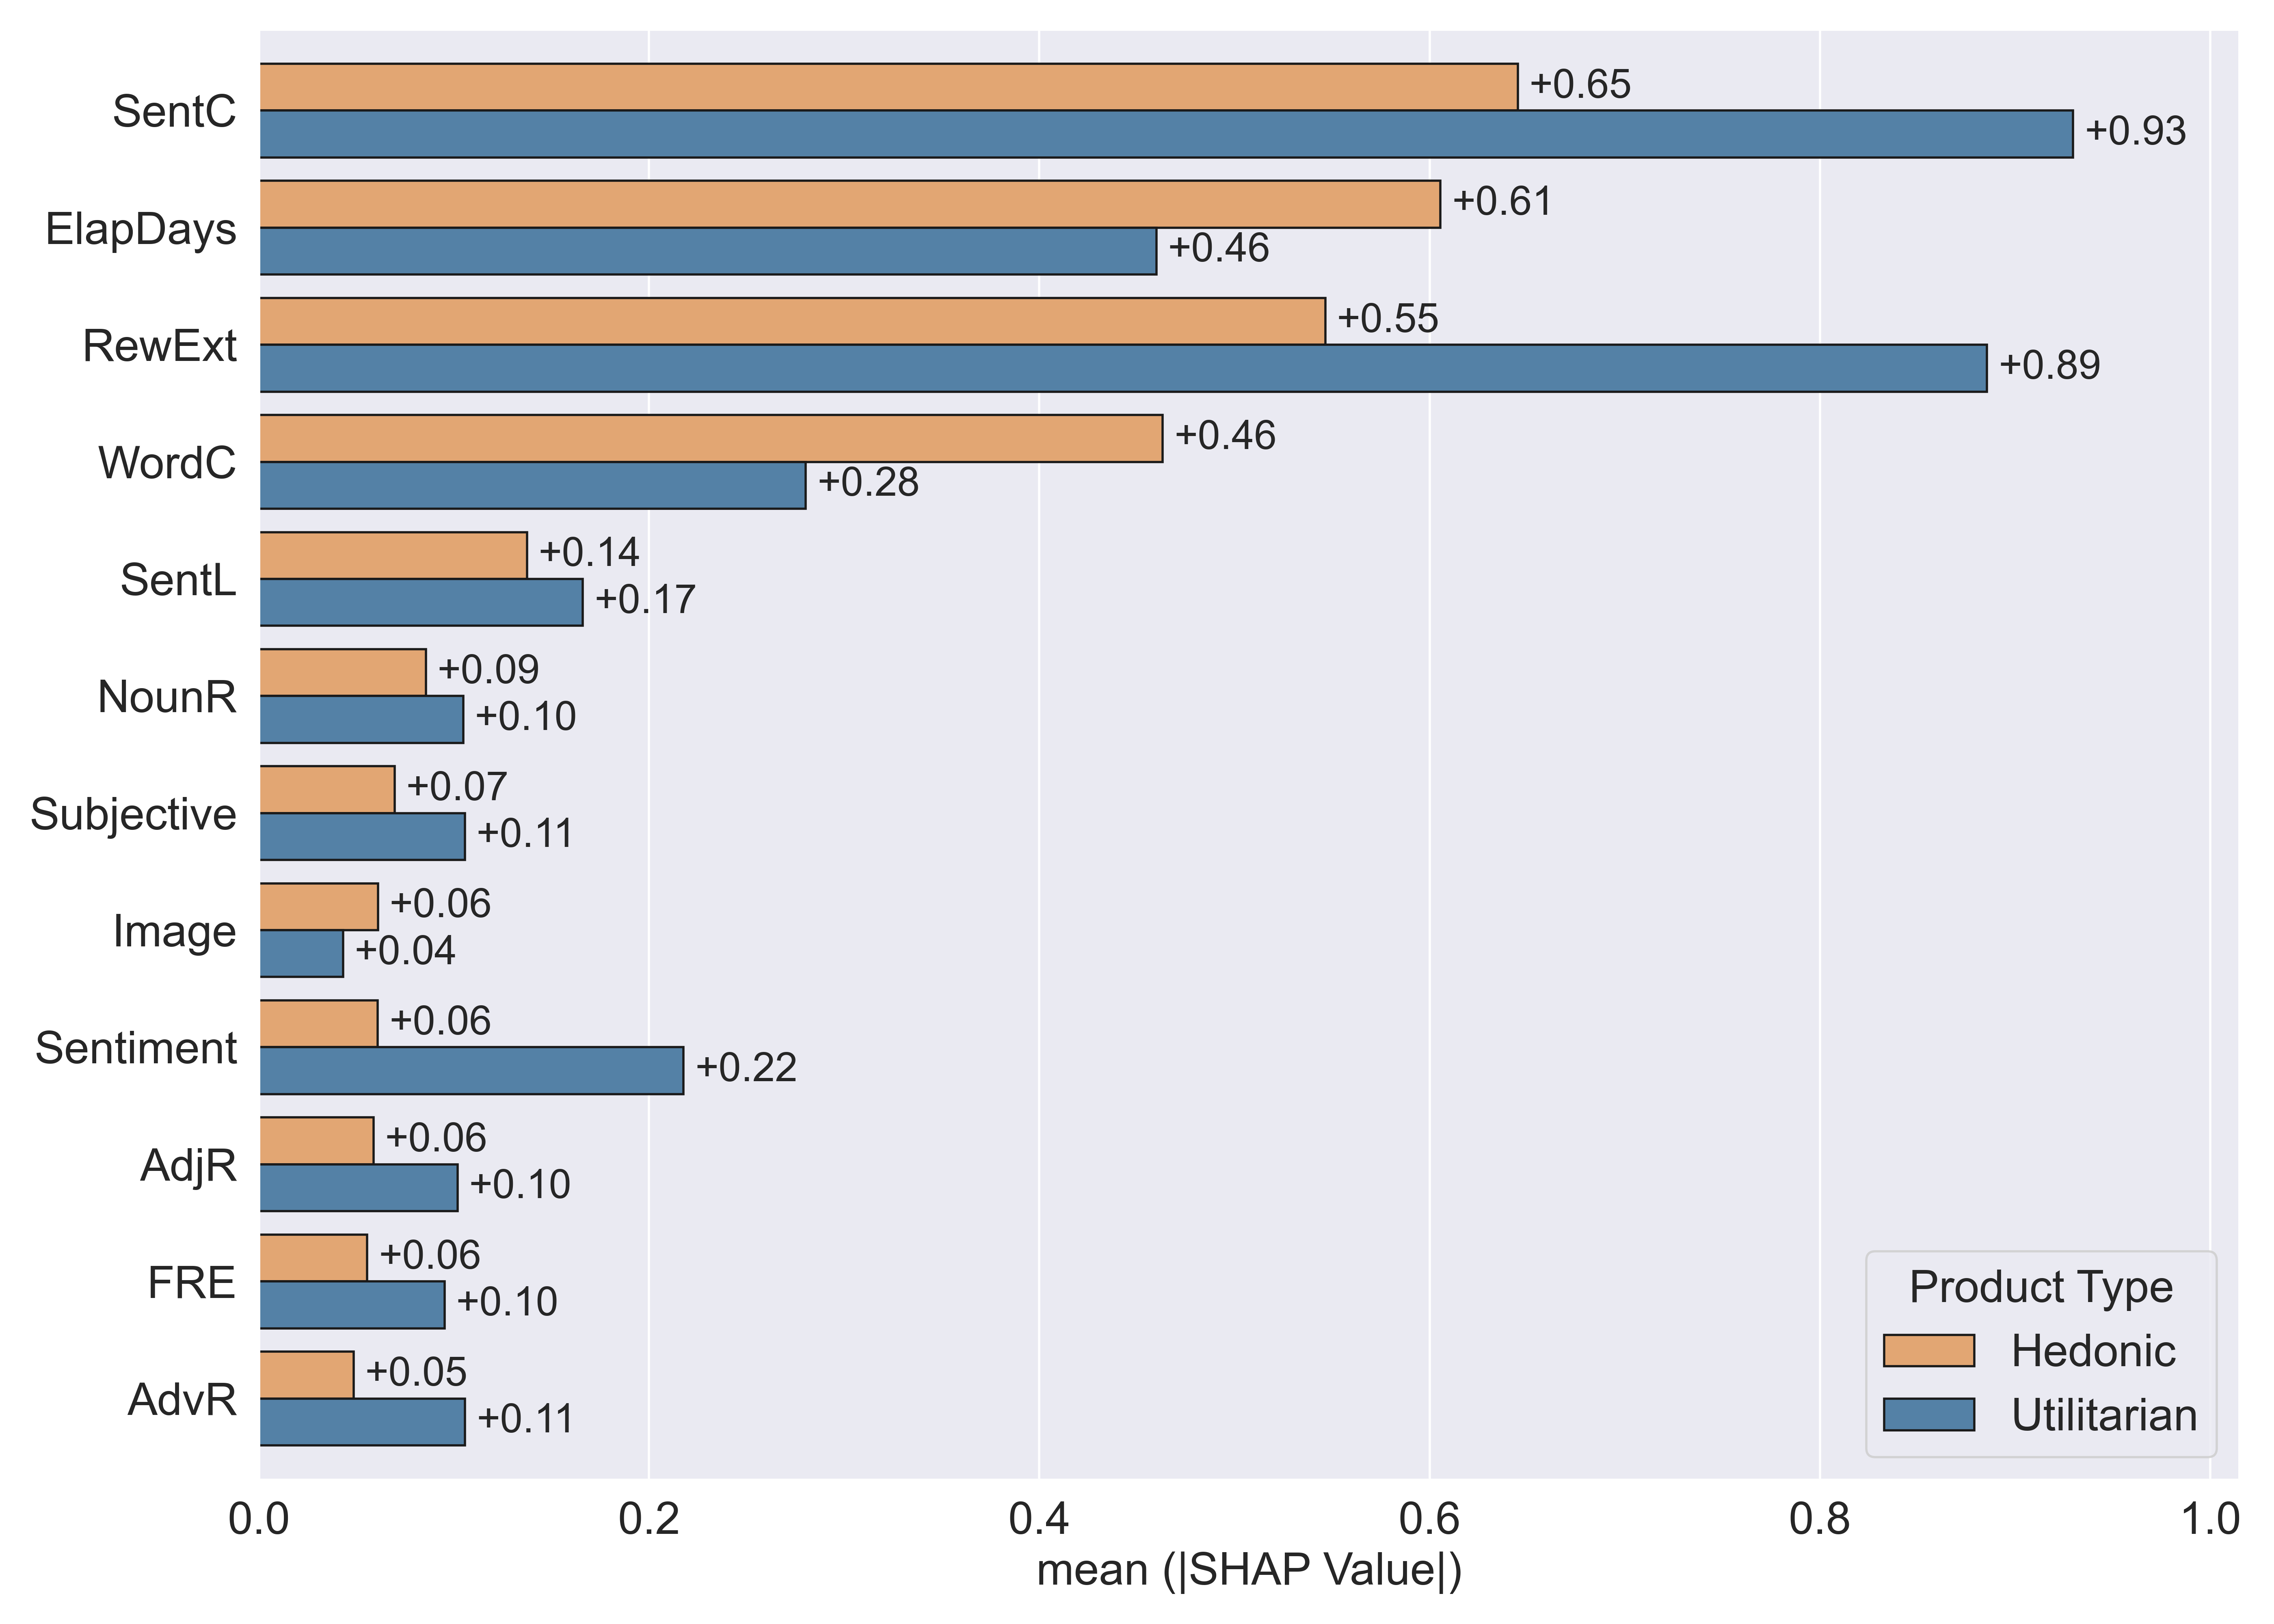 SentC
+0.65
+0.93
ElapDays
+0.61
+0.46
RewExt
+0.55
+0.89
WordC
+0.46
+0.28
SentL
+0.14
+0.17
NounR
+0.09
+0.10
Subjective
+0.07
+0.11
Image
+0.06
+0.04
Sentiment
+0.06
+0.22
AdjR
+0.06
+0.10
FRE
+0.06
+0.10
AdvR
+0.05
+0.11
Product Type
Hedonic
Utilitarian
0.0 0.2 0.4 0.6 0.8 1.0
mean (|SHAP Value|)